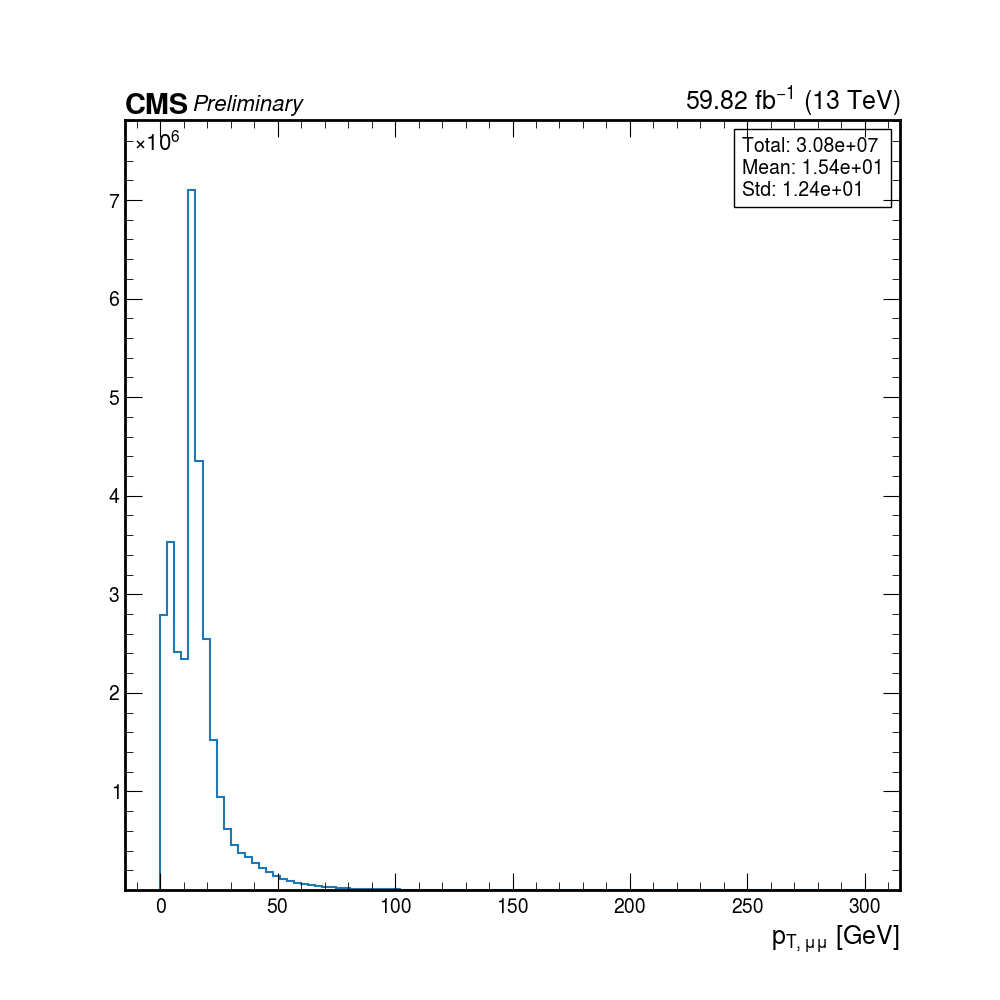 CMS Preliminary 59.82 fb⁻¹ (13 TeV)
×10⁶
Total: 3.08e+07
Mean: 1.54e+01
Std: 1.24e+01
7
6
5
4
3
2
1
0 50 100 150 200 250 300
p_T, μμ [GeV]